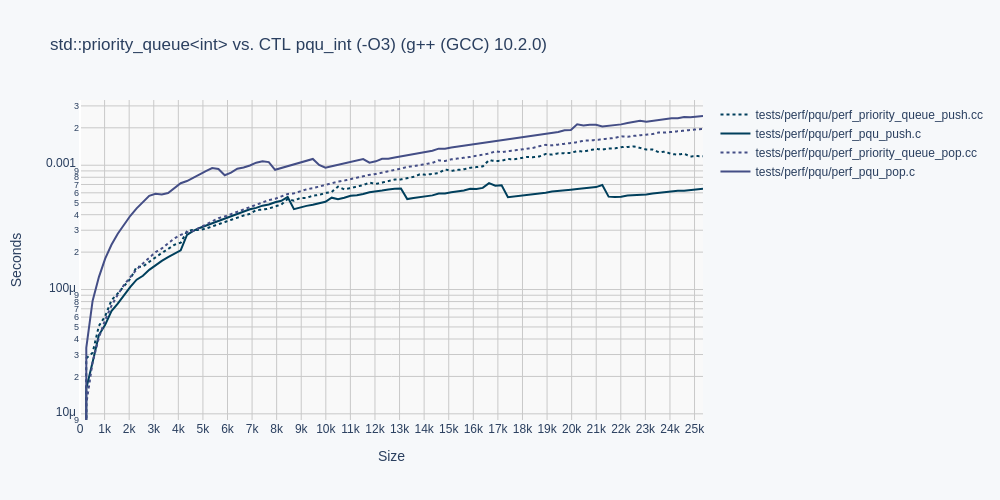 std::priority_queue<int> vs. CTL pqu_int (-O3) (g++ (GCC) 10.2.0)
tests/perf/pqu/perf_priority_queue_push.cc
tests/perf/pqu/perf_pqu_push.c
tests/perf/pqu/perf_priority_queue_pop.cc
tests/perf/pqu/perf_pqu_pop.c
Seconds
3
2
0.001
9
8
7
6
5
4
3
2
100μ
9
8
7
6
5
4
3
2
10μ
9
0 1k 2k 3k 4k 5k 6k 7k 8k 9k 10k 11k 12k 13k 14k 15k 16k 17k 18k 19k 20k 21k 22k 23k 24k 25k
Size